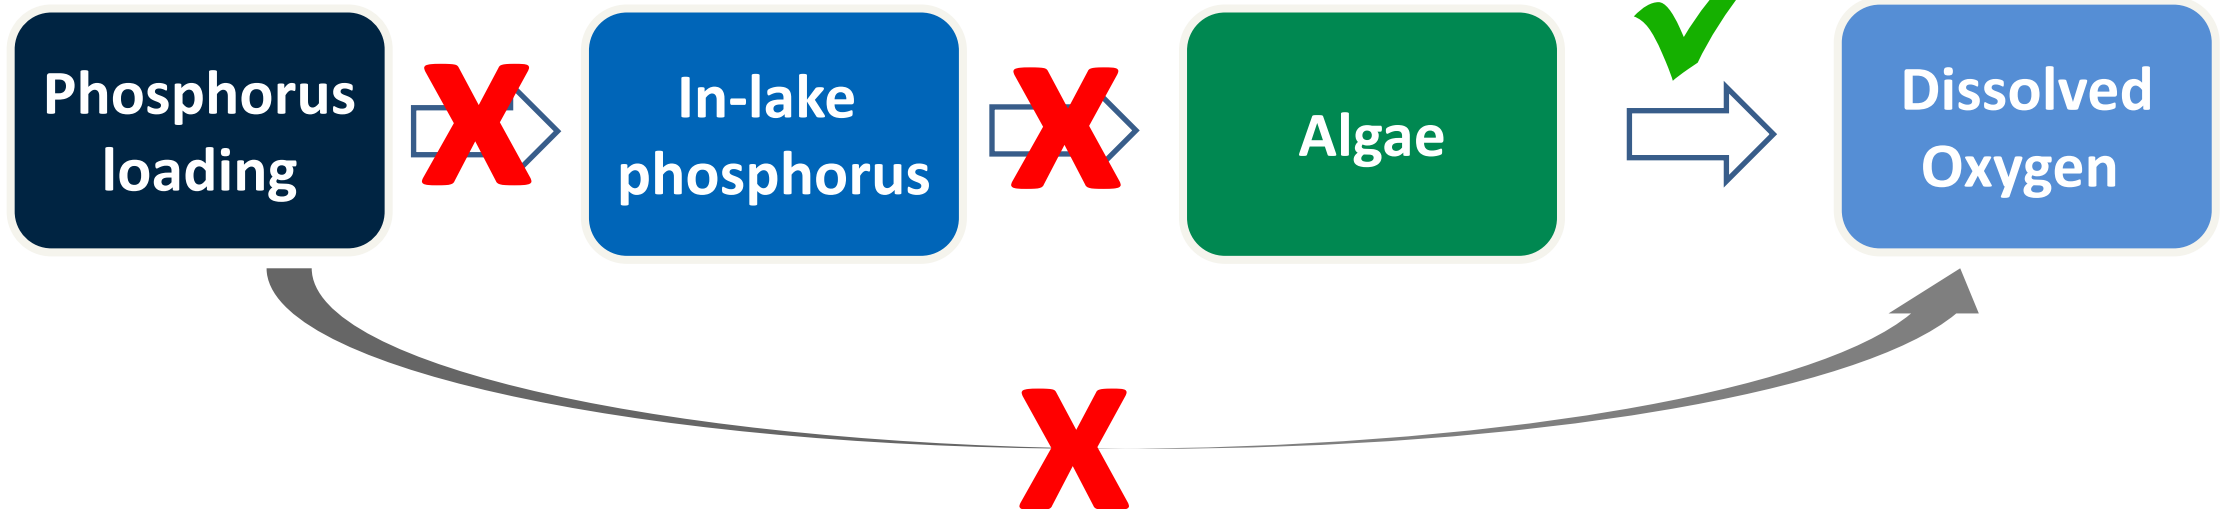 Phosphorus
loading
In-lake
phosphorus
Algae
Dissolved
Oxygen
X
X
X